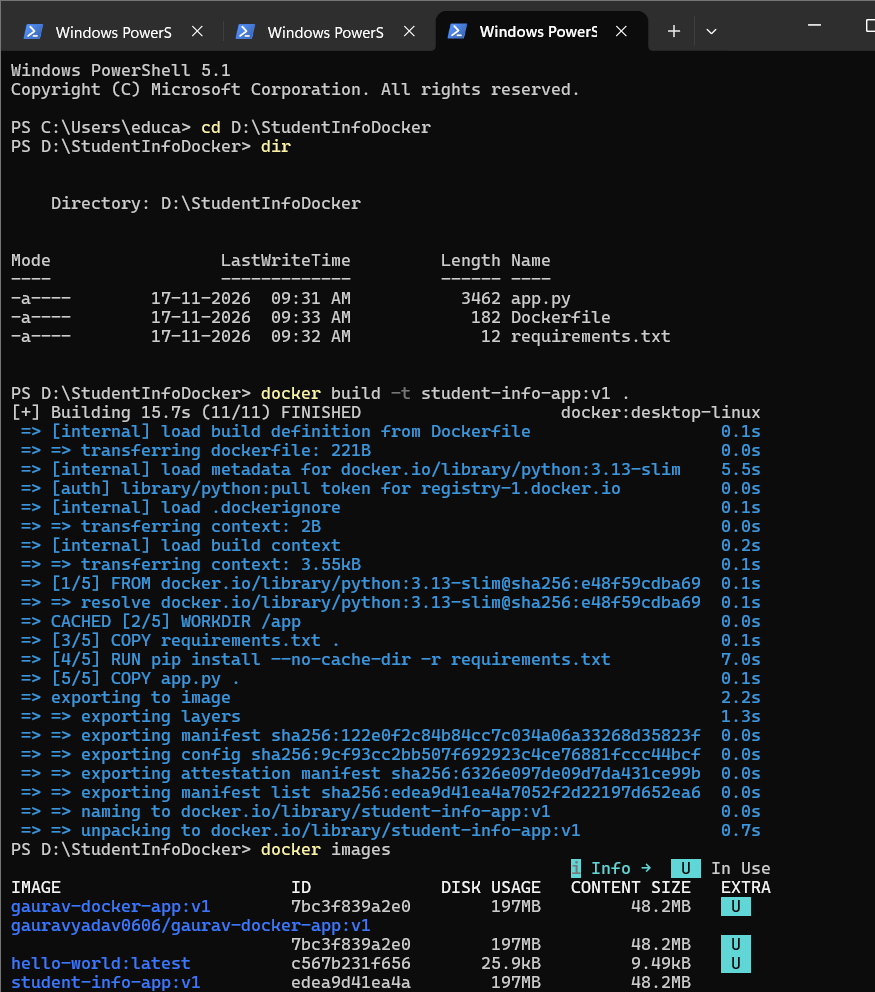 Windows PowerS
Windows PowerS
Windows PowerS
Windows PowerShell 5.1
Copyright (C) Microsoft Corporation. All rights reserved.
PS C:\Users\educa> cd D:\StudentInfoDocker
PS D:\StudentInfoDocker> dir
Directory: D:\StudentInfoDocker
Mode LastWriteTime Length Name
---- ------------- ------ ----
-a---- 17-11-2026 09:31 AM 3462 app.py
-a---- 17-11-2026 09:33 AM 182 Dockerfile
-a---- 17-11-2026 09:32 AM 12 requirements.txt
PS D:\StudentInfoDocker> docker build -t student-info-app:v1 .
[+] Building 15.7s (11/11) FINISHED docker:desktop-linux
=> [internal] load build definition from Dockerfile 0.1s
=> => transferring dockerfile: 221B 0.0s
=> [internal] load metadata for docker.io/library/python:3.13-slim 5.5s
=> [auth] library/python:pull token for registry-1.docker.io 0.0s
=> [internal] load .dockerignore 0.1s
=> => transferring context: 2B 0.0s
=> [internal] load build context 0.2s
=> => transferring context: 3.55kB 0.1s
=> [1/5] FROM docker.io/library/python:3.13-slim@sha256:e48f59cdba69 0.1s
=> => resolve docker.io/library/python:3.13-slim@sha256:e48f59cdba69 0.1s
=> CACHED [2/5] WORKDIR /app 0.0s
=> [3/5] COPY requirements.txt . 0.1s
=> [4/5] RUN pip install --no-cache-dir -r requirements.txt 7.0s
=> [5/5] COPY app.py . 0.1s
=> exporting to image 2.2s
=> => exporting layers 1.3s
=> => exporting manifest sha256:122e0f2c84b84cc7c034a06a33268d35823f 0.0s
=> => exporting config sha256:9cf93cc2bb507f692923c4ce76881fccc44bcf 0.0s
=> => exporting attestation manifest sha256:6326e097de09d7da431ce99b 0.0s
=> => exporting manifest list sha256:edea9d41ea4a7052f2d22197d652ea6 0.0s
=> => naming to docker.io/library/student-info-app:v1 0.0s
=> => unpacking to docker.io/library/student-info-app:v1 0.7s
PS D:\StudentInfoDocker> docker images
i Info → U In Use
IMAGE ID DISK USAGE CONTENT SIZE EXTRA
gaurav-docker-app:v1 7bc3f839a2e0 197MB 48.2MB U
gauravyadav0606/gaurav-docker-app:v1
7bc3f839a2e0 197MB 48.2MB U
hello-world:latest c567b231f656 25.9kB 9.49kB U
student-info-app:v1 edea9d41ea4a 197MB 48.2MB